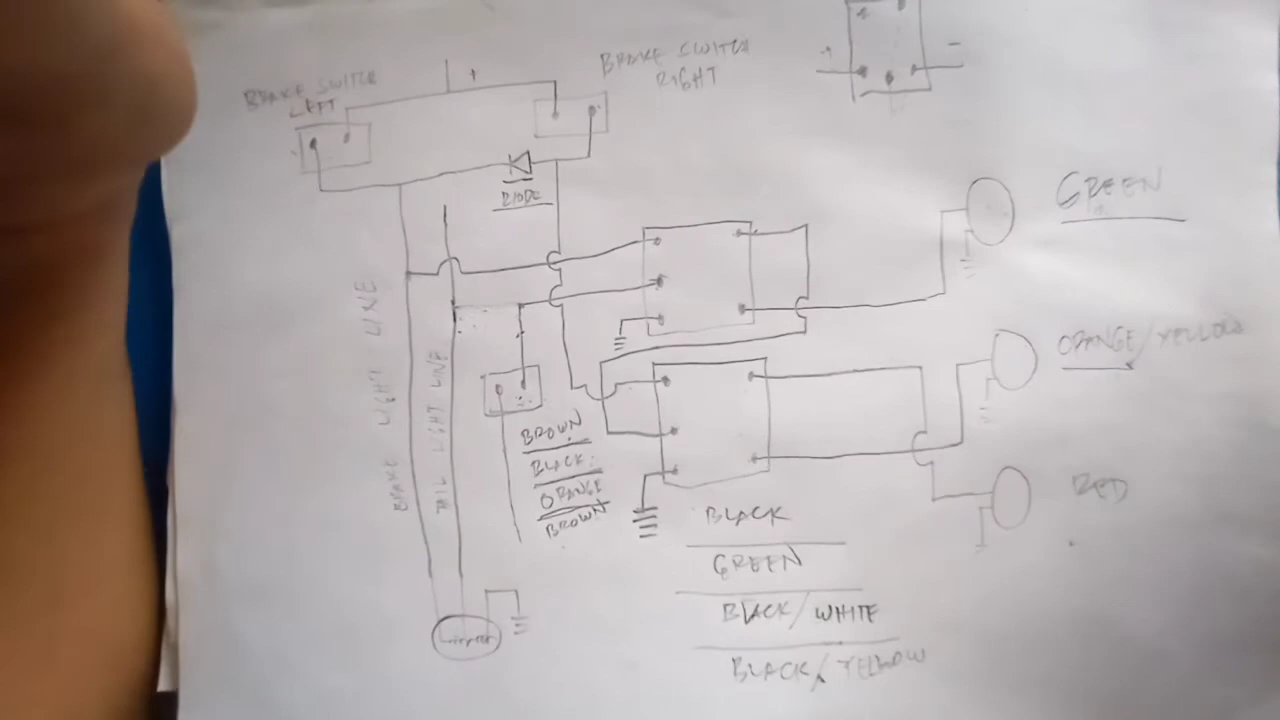 BRAKE SWITCH
LEFT
+
BRAKE SWITCH
RIGHT
+
-
DIODE
GREEN
BRAKE LIGHT LINE
TAIL LIGHT LINE
ORANGE/YELLOW
BROWN
BLACK
ORANGE
BROWN
RED
BLACK
GREEN
BLACK/WHITE
BLACK/YELLOW